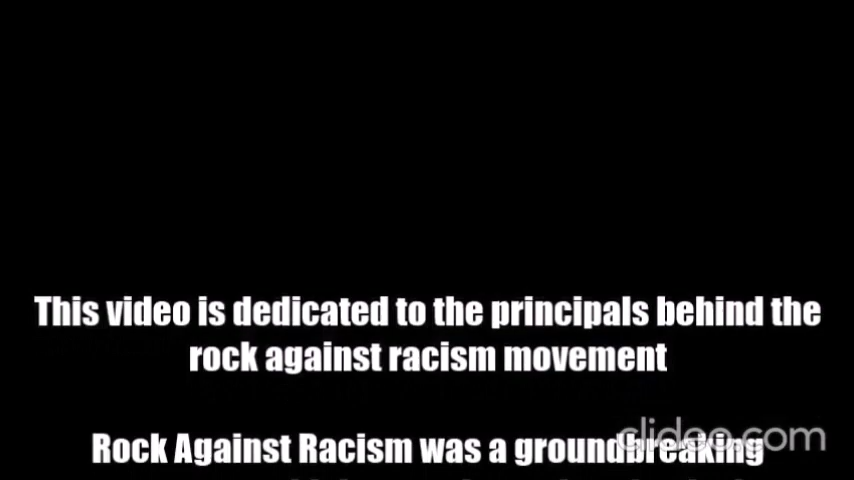 This video is dedicated to the principals behind the
rock against racism movement
Rock Against Racism was a groundbreaking
clideo.com